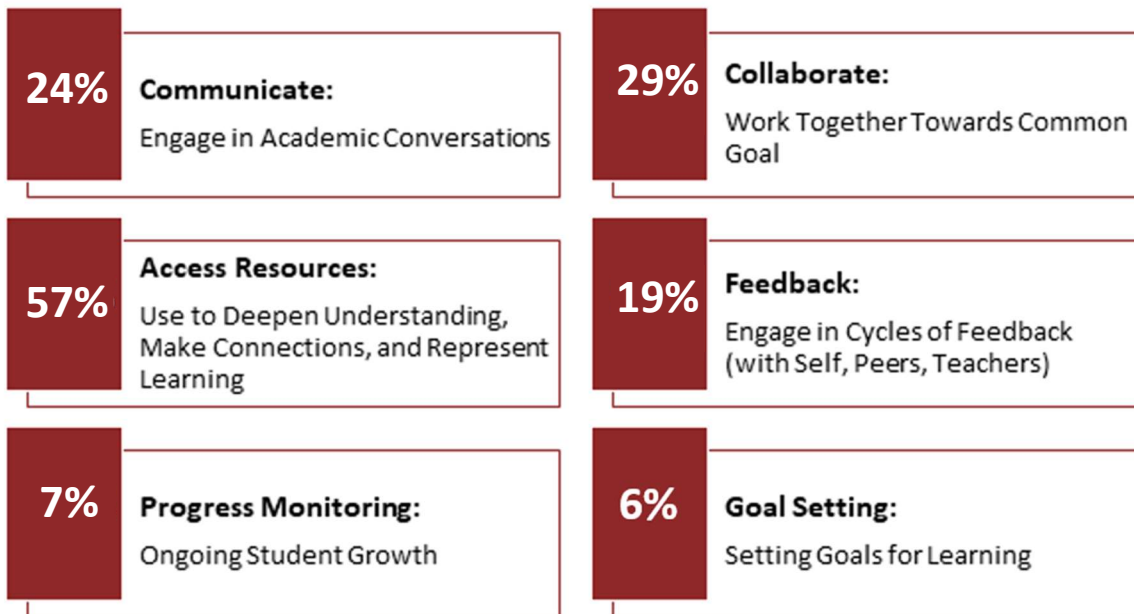 24%
Communicate:
Engage in Academic Conversations
29%
Collaborate:
Work Together Towards Common
Goal
57%
Access Resources:
Use to Deepen Understanding,
Make Connections, and Represent
Learning
19%
Feedback:
Engage in Cycles of Feedback
(with Self, Peers, Teachers)
7%
Progress Monitoring:
Ongoing Student Growth
6%
Goal Setting:
Setting Goals for Learning